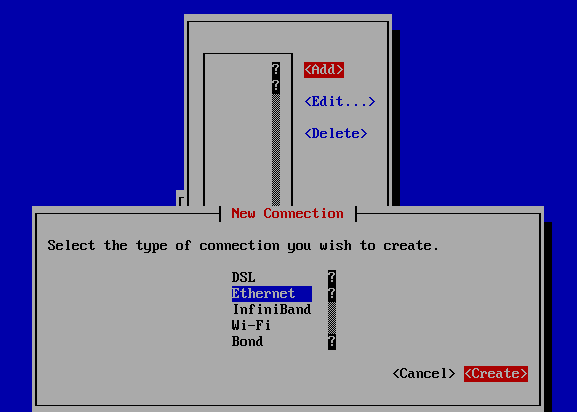 ?
<Add>
?
<Edit...>
<Delete>
New Connection
Select the type of connection you wish to create.
DSL ?
Ethernet ?
InfiniBand
Wi-Fi
Bond ?
<Cancel> <Create>